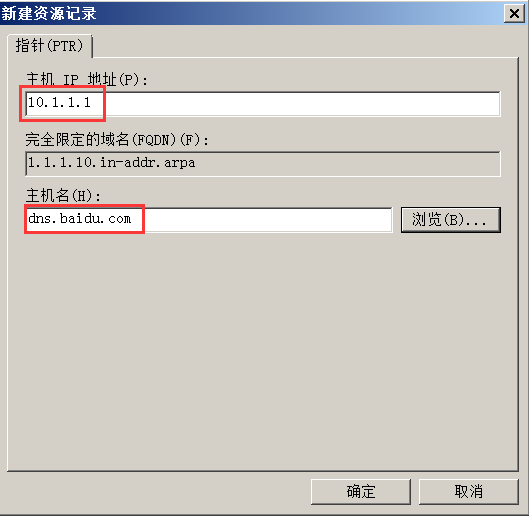 新建资源记录
指针(PTR)
主机 IP 地址(P):
10.1.1.1
完全限定的域名(FQDN)(F):
1.1.1.10.in-addr.arpa
主机名(H):
dns.baidu.com
浏览(B)...
确定 取消